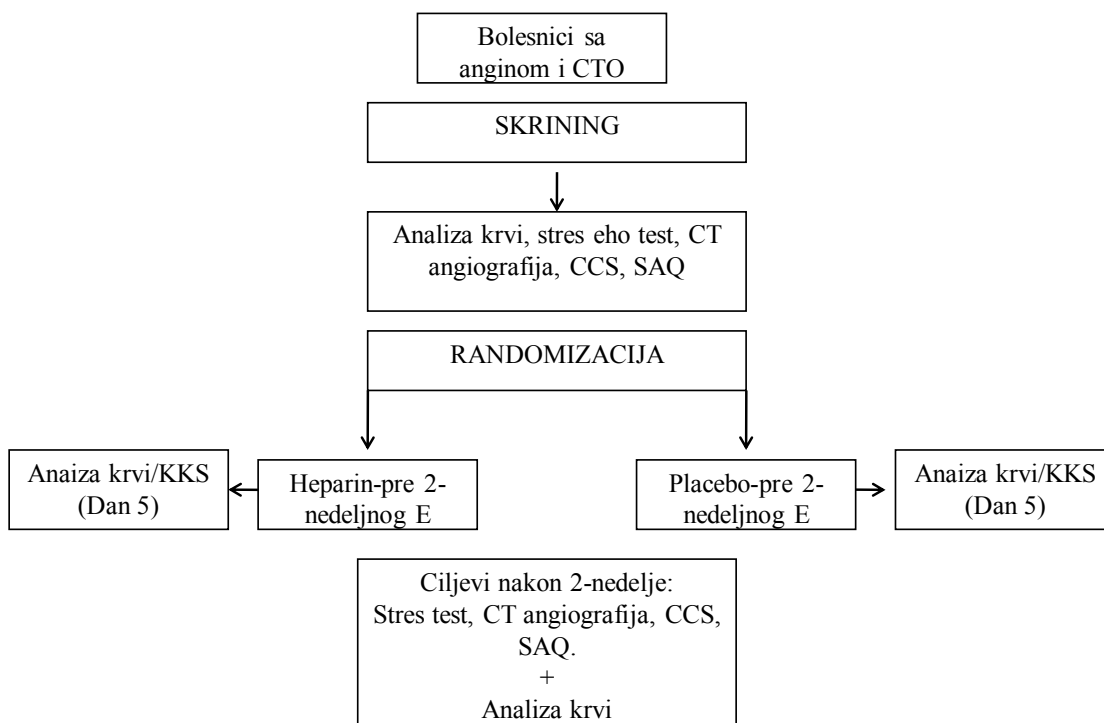 Bolesnici sa
anginom i CTO
SKRINING
Analiza krvi, stres eho test, CT
angiografija, CCS, SAQ
RANDOMIZACIJA
Anaiza krvi/KKS
(Dan 5)
Heparin-pre 2-
nedeljnog E
Placebo-pre 2-
nedeljnog E
Anaiza krvi/KKS
(Dan 5)
Ciljevi nakon 2-nedelje:
Stres test, CT angiografija, CCS,
SAQ.
+
Analiza krvi